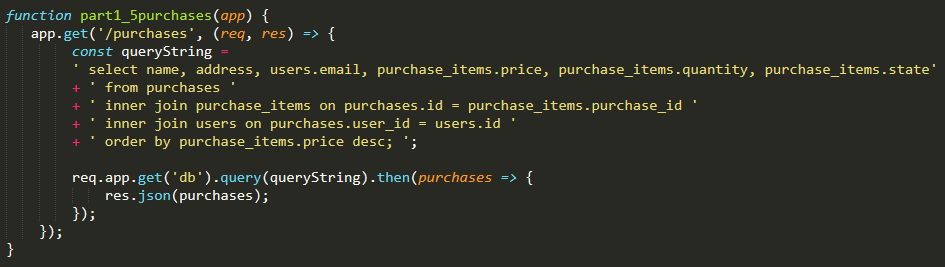 function part1_5purchases(app) {
app.get('/purchases', (req, res) => {
const queryString =
' select name, address, users.email, purchase_items.price, purchase_items.quantity, purchase_items.state'
+ ' from purchases '
+ ' inner join purchase_items on purchases.id = purchase_items.purchase_id '
+ ' inner join users on purchases.user_id = users.id '
+ ' order by purchase_items.price desc; ';
req.app.get('db').query(queryString).then(purchases => {
res.json(purchases);
});
});
}